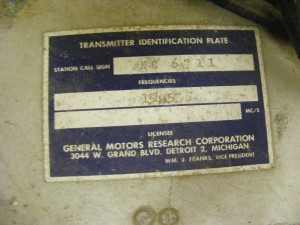 TRANSMITTER IDENTIFICATION PLATE
STATION CALL SIGN 6711
FREQUENCIES
MC/S
LICENSEE
GENERAL MOTORS RESEARCH CORPORATION
3044 W. GRAND BLVD. DETROIT 2, MICHIGAN
WM. J. FRANKS, VICE PRESIDENT